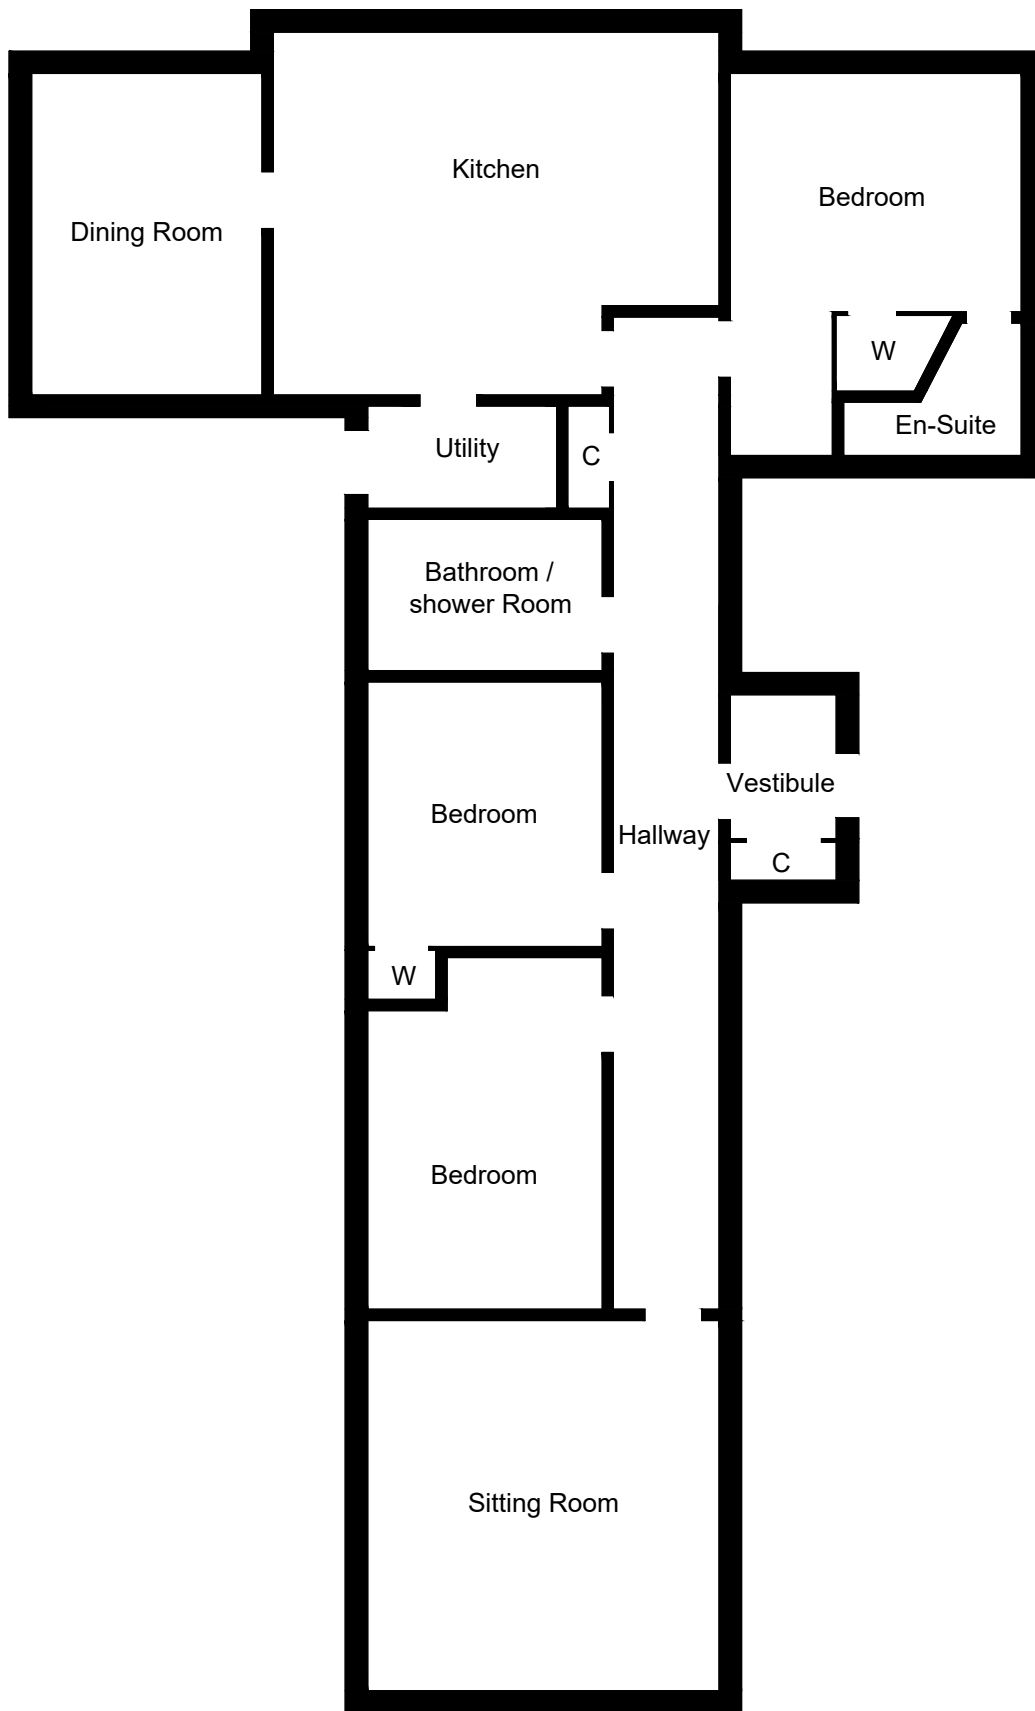 Kitchen
Bedroom
Dining Room
W
En-Suite
Utility
C
Bathroom /
shower Room
Vestibule
Bedroom
Hallway
C
W
Bedroom
Sitting Room